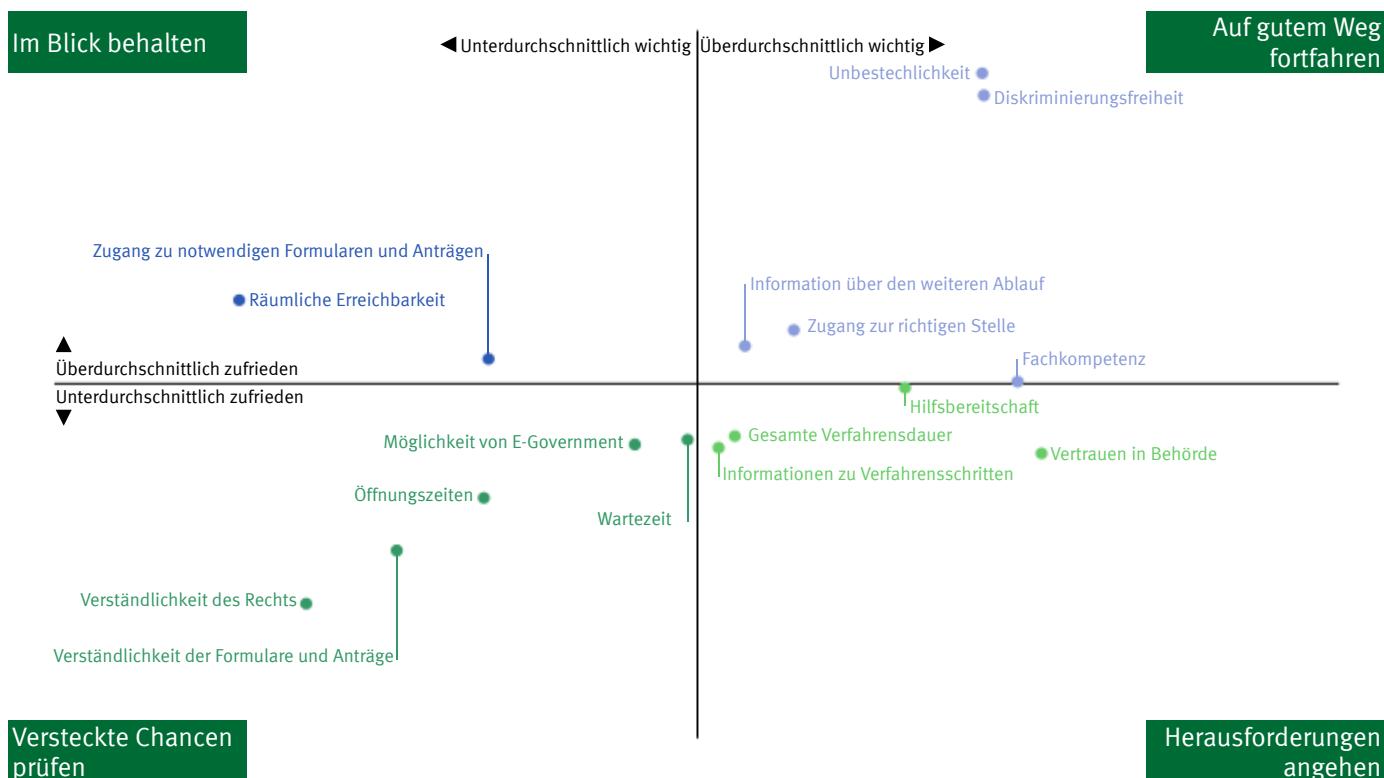 Im Blick behalten
◀ Unterdurchschnittlich wichtig
Überdurchschnittlich wichtig ▶
Auf gutem Weg
fortfahren
Unbestechlichkeit
Diskriminierungsfreiheit
Zugang zu notwendigen Formularen und Anträgen
Räumliche Erreichbarkeit
Information über den weiteren Ablauf
Zugang zur richtigen Stelle
Fachkompetenz
▲
Überdurchschnittlich zufrieden
Unterdurchschnittlich zufrieden
▼
Hilfsbereitschaft
Möglichkeit von E-Government
Gesamte Verfahrensdauer
Vertrauen in Behörde
Informationen zu Verfahrensschritten
Öffnungszeiten
Wartezeit
Verständlichkeit des Rechts
Verständlichkeit der Formulare und Anträge
Versteckte Chancen
prüfen
Herausforderungen
angehen